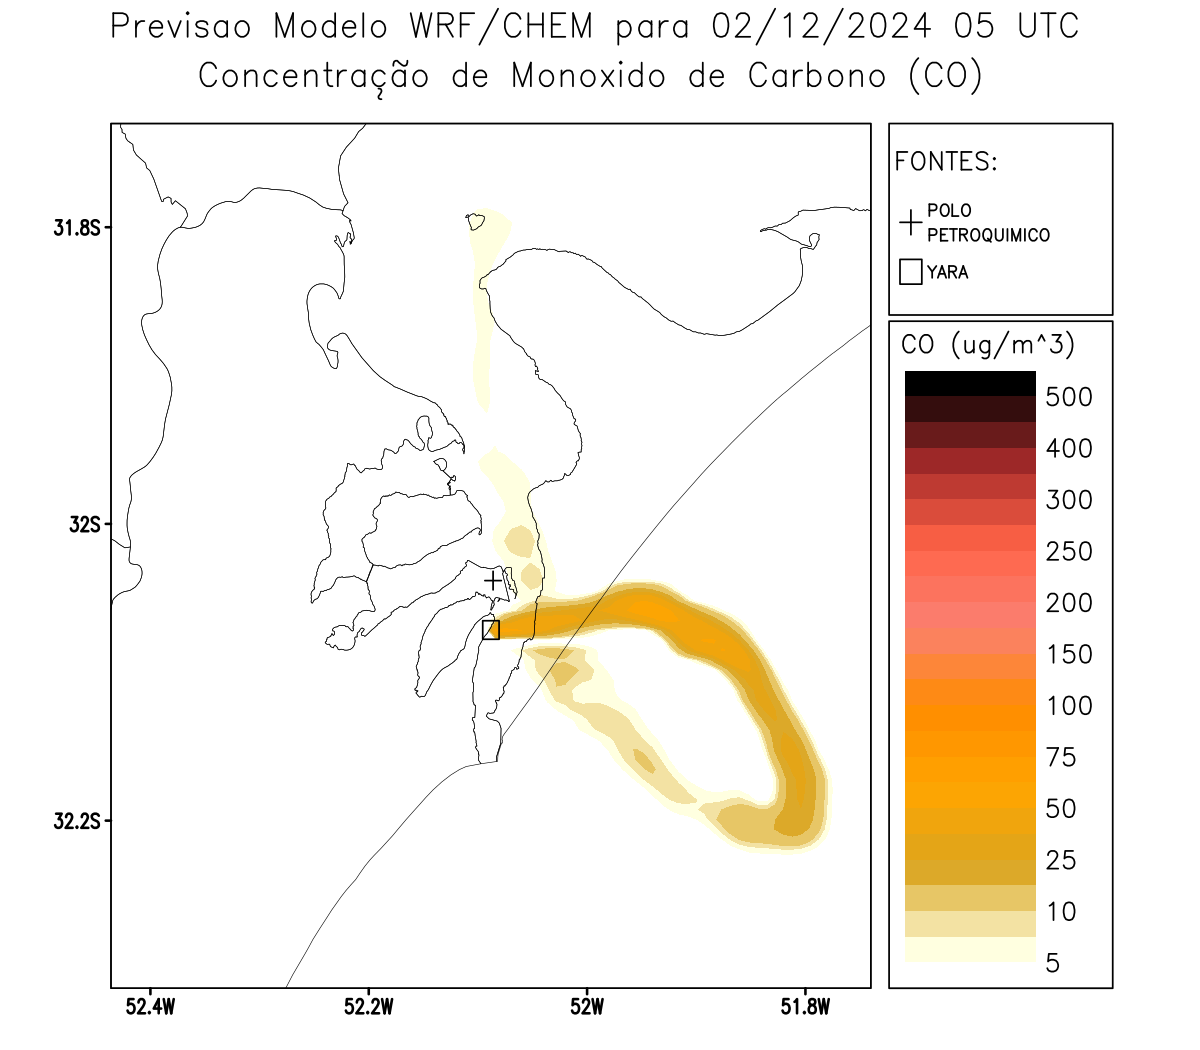 Previsao Modelo WRF/CHEM para 02/12/2024 05 UTC
Concentração de Monoxido de Carbono (CO)
FONTES:
POLO
PETROQUIMICO
YARA
CO (ug/m^3)
500
400
300
250
200
150
100
75
50
25
10
5
31.8S
32S
32.2S
52.4W
52.2W
52W
51.8W